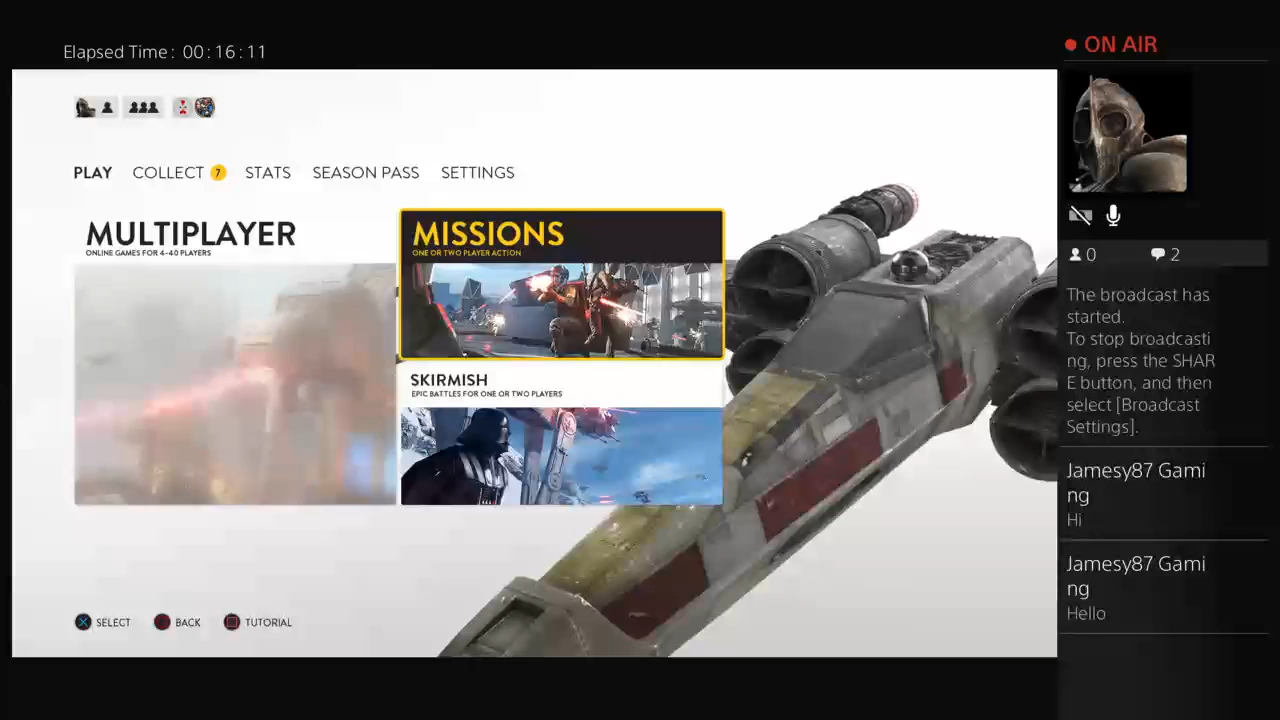 Elapsed Time: 00:16:11
ON AIR
PLAY COLLECT 7 STATS SEASON PASS SETTINGS
MULTIPLAYER
ONLINE GAMES FOR 4-40 PLAYERS
MISSIONS
ONE OR TWO PLAYER ACTION
SKIRMISH
EPIC BATTLES FOR ONE OR TWO PLAYERS
SELECT BACK TUTORIAL
0 2
The broadcast has
started.
To stop broadcasti
ng, press the SHAR
E button, and then
select [Broadcast
Settings].
Jamesy87 Gami
ng
Hi
Jamesy87 Gami
ng
Hello